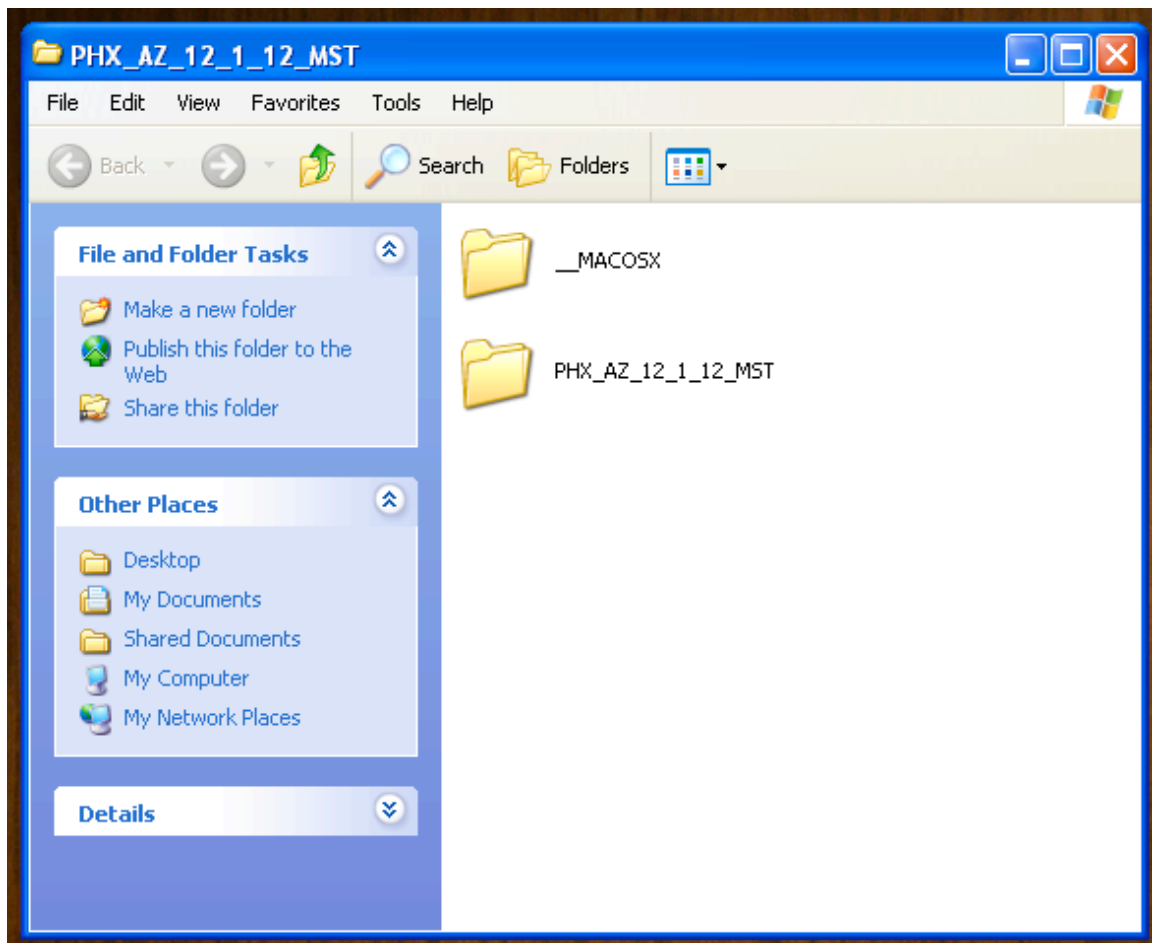 PHX_AZ_12_1_12_MST
File Edit View Favorites Tools Help
Back Search Folders
File and Folder Tasks
Make a new folder
Publish this folder to the
Web
Share this folder
Other Places
Desktop
My Documents
Shared Documents
My Computer
My Network Places
Details
__MACOSX
PHX_AZ_12_1_12_MST